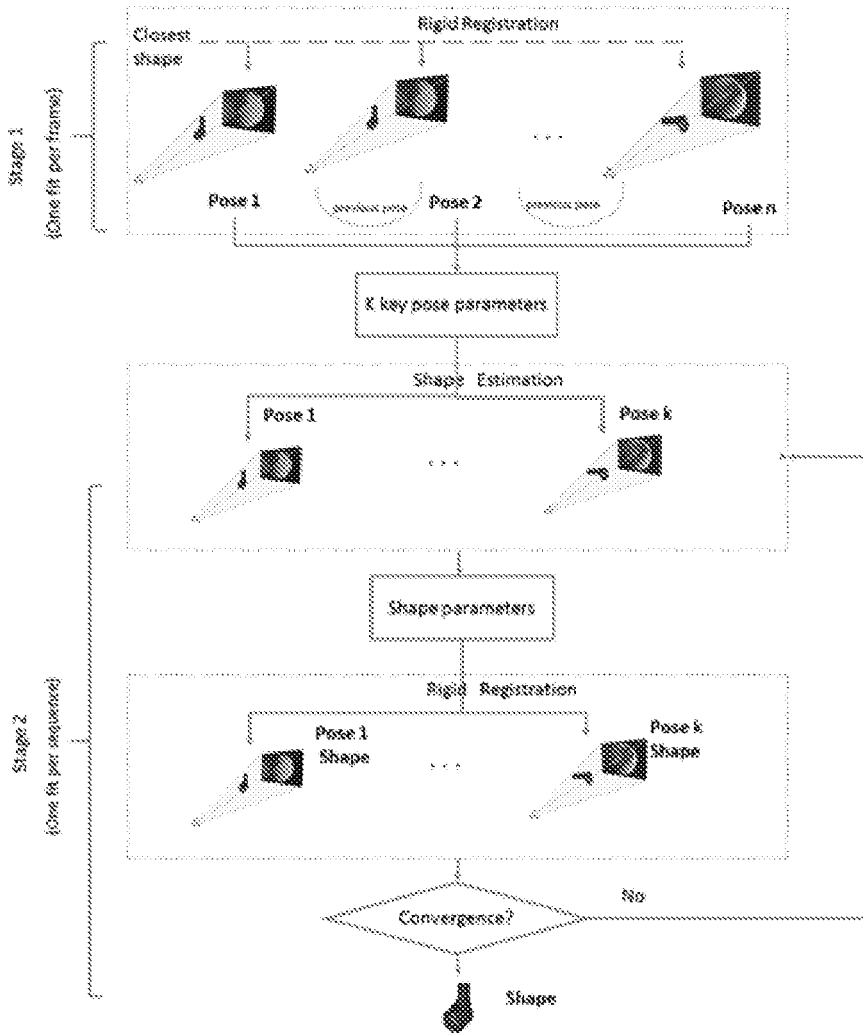 Rigid Registration
Closest
shape
Stage 1
(One fit per frame)
...
Pose 1
previous pose
Pose 2
previous pose
Pose n
K key pose parameters
Shape Estimation
Pose 1
Pose k
...
Shape parameters
Stage 2
(One fit per sequence)
Rigid Registration
Pose 1
Shape
...
Pose k
Shape
Convergence?
No
Shape